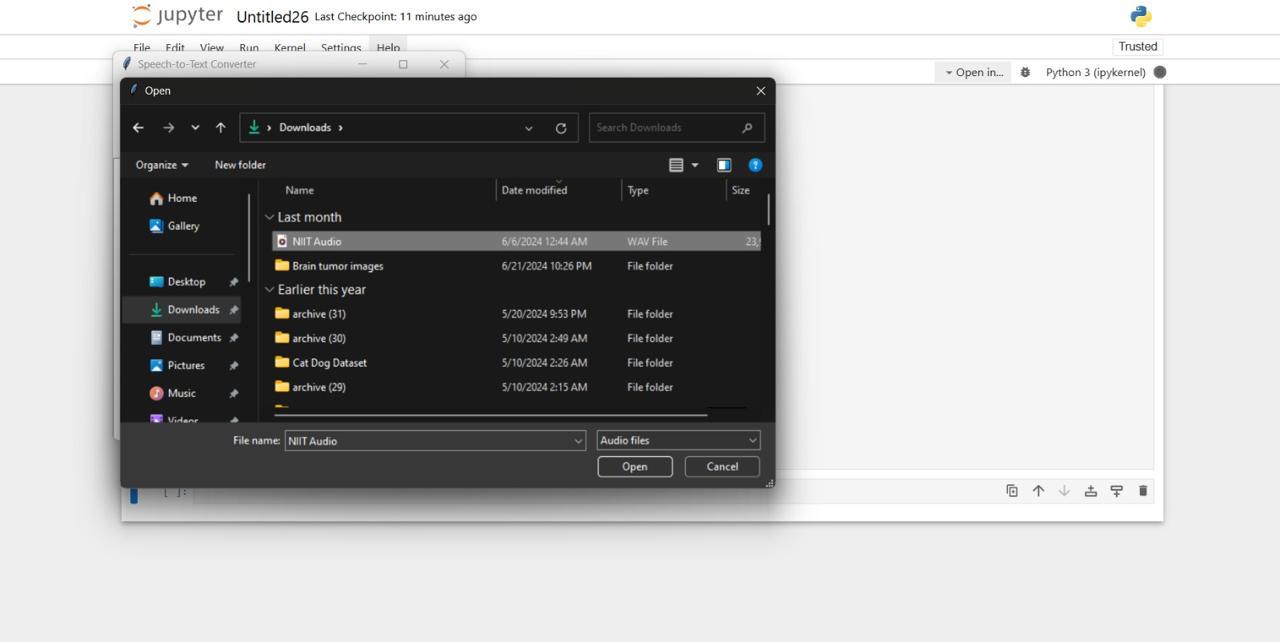 jupyter Untitled26 Last Checkpoint: 11 minutes ago
File Edit View Run Kernel Settings Help
Trusted
Speech-to-Text Converter
Open in... Python 3 (ipykernel)
Open
Downloads
Search Downloads
Organize New folder
Name Date modified Type Size
Home
Gallery
Desktop
Downloads
Documents
Pictures
Music
Videos
Last month
NIIT Audio 6/6/2024 12:44 AM WAV File 23,
Brain tumor images 6/21/2024 10:26 PM File folder
Earlier this year
archive (31) 5/20/2024 9:53 PM File folder
archive (30) 5/10/2024 2:49 AM File folder
Cat Dog Dataset 5/10/2024 2:26 AM File folder
archive (29) 5/10/2024 2:15 AM File folder
File name: NIIT Audio Audio files
Open Cancel
[ ]: